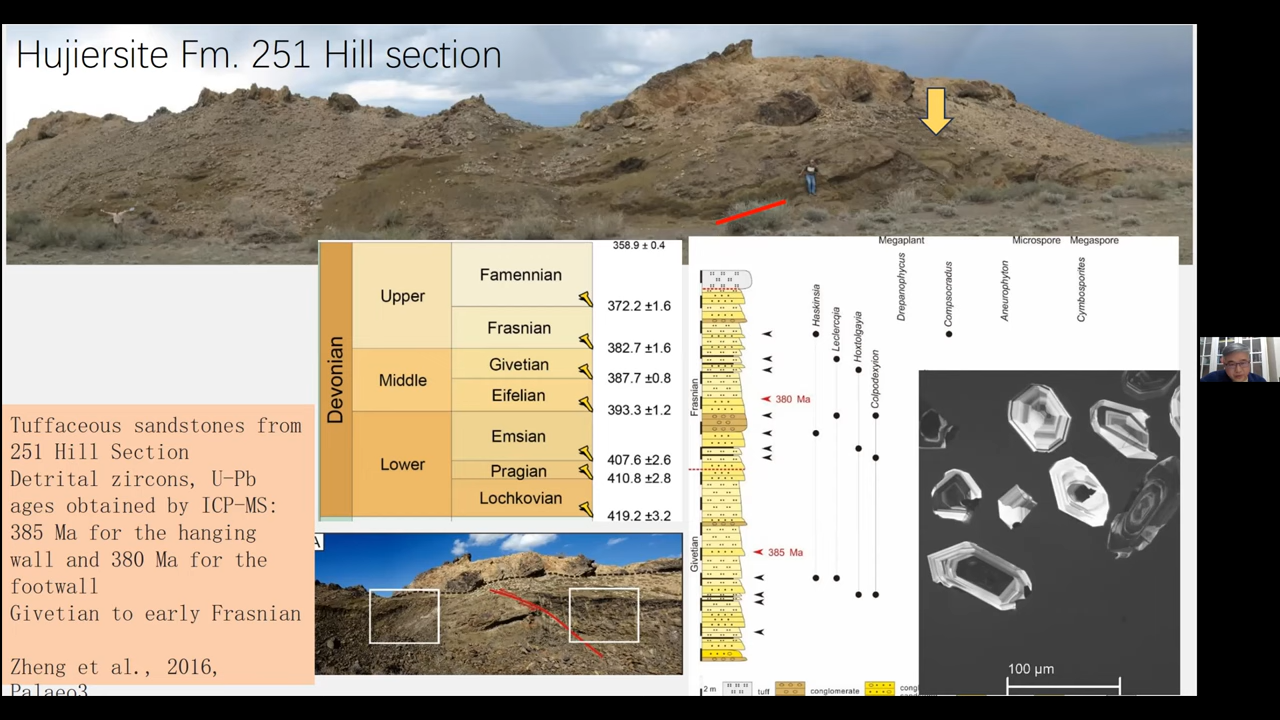 Hujiersite Fm. 251 Hill section
Devonian
Upper
Middle
Lower
Famennian
Frasnian
Givetian
Eifelian
Emsian
Pragian
Lochkovian
358.9 ± 0.4
372.2 ±1.6
382.7 ±1.6
387.7 ±0.8
393.3 ±1.2
407.6 ±2.6
410.8 ±2.8
419.2 ±3.2
Tuffaceous sandstones from
251 Hill Section
Detrital zircons, U-Pb
ages obtained by ICP-MS:
385 Ma for the hanging
wall and 380 Ma for the
rootwall
Givetian to early Frasnian
Zheng et al., 2016,
Palaeo3
A
Megaplant
Microspore
Megaspore
Haskinsia
Leclercqia
Hoxtolgayia
Colpodexylon
Drepanophycus
Compsocradus
Aneurophyton
Cymbosporites
Frasnian
380 Ma
Givetian
385 Ma
2 m
tuff
conglomerate
100 µm